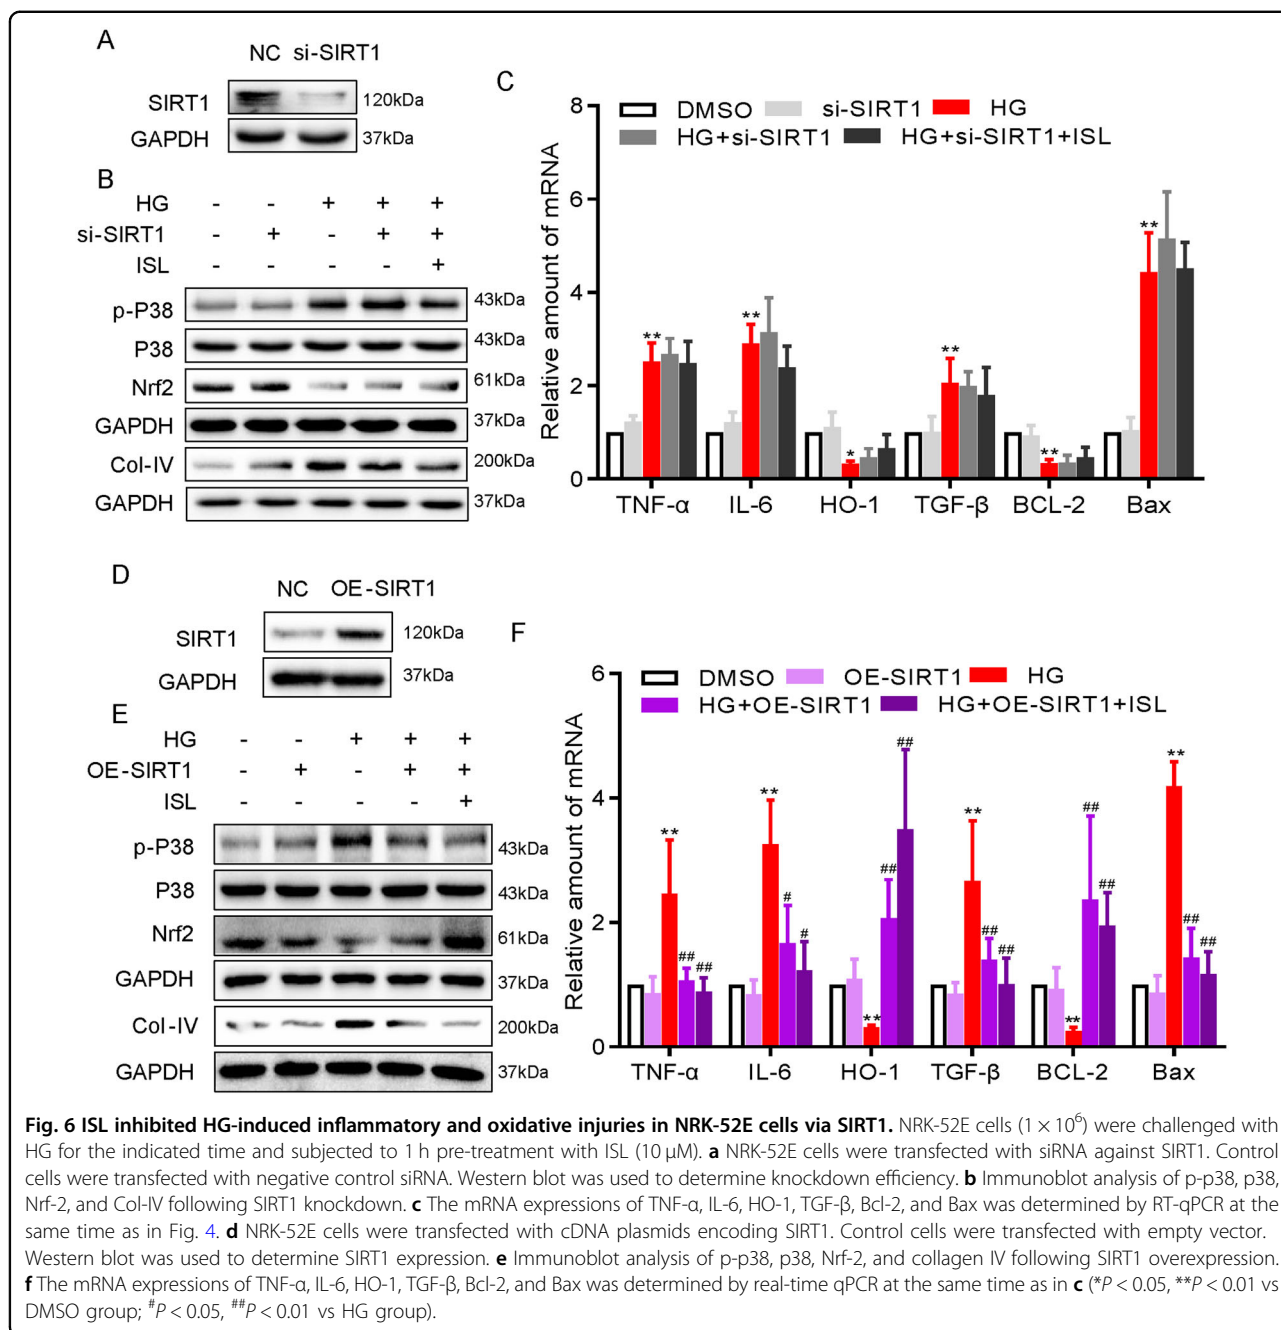 A
NC si-SIRT1
SIRT1 120kDa
GAPDH 37kDa
B
HG - - + + +
si-SIRT1 - + - + +
ISL - - - - +
p-P38 43kDa
P38 43kDa
Nrf2 61kDa
GAPDH 37kDa
Col-IV 200kDa
GAPDH 37kDa
C
Relative amount of mRNA
8
6
4
2
0
DMSO si-SIRT1 HG
HG+si-SIRT1 HG+si-SIRT1+ISL
** ** * ** ** **
TNF-α IL-6 HO-1 TGF-β BCL-2 Bax
D
NC OE-SIRT1
SIRT1 120kDa
GAPDH 37kDa
E
HG - - + + +
OE-SIRT1 - + - + +
ISL - - - - +
p-P38 43kDa
P38 43kDa
Nrf2 61kDa
GAPDH 37kDa
Col-IV 200kDa
GAPDH 37kDa
F
Relative amount of mRNA
6
4
2
0
DMSO OE-SIRT1 HG
HG+OE-SIRT1 HG+OE-SIRT1+ISL
** ## ## ** # # ** ## ## ** ## ## ** ## ## ** ## ##
TNF-α IL-6 HO-1 TGF-β BCL-2 Bax
Fig. 6 ISL inhibited HG-induced inflammatory and oxidative injuries in NRK-52E cells via SIRT1. NRK-52E cells (1 × 10⁶) were challenged with
HG for the indicated time and subjected to 1 h pre-treatment with ISL (10 μM). a NRK-52E cells were transfected with siRNA against SIRT1. Control
cells were transfected with negative control siRNA. Western blot was used to determine knockdown efficiency. b Immunoblot analysis of p-p38, p38,
Nrf-2, and Col-IV following SIRT1 knockdown. c The mRNA expressions of TNF-α, IL-6, HO-1, TGF-β, Bcl-2, and Bax was determined by RT-qPCR at the
same time as in Fig. 4. d NRK-52E cells were transfected with cDNA plasmids encoding SIRT1. Control cells were transfected with empty vector.
Western blot was used to determine SIRT1 expression. e Immunoblot analysis of p-p38, p38, Nrf-2, and collagen IV following SIRT1 overexpression.
f The mRNA expressions of TNF-α, IL-6, HO-1, TGF-β, Bcl-2, and Bax was determined by real-time qPCR at the same time as in c (*P < 0.05, **P < 0.01 vs
DMSO group; #P < 0.05, ##P < 0.01 vs HG group).